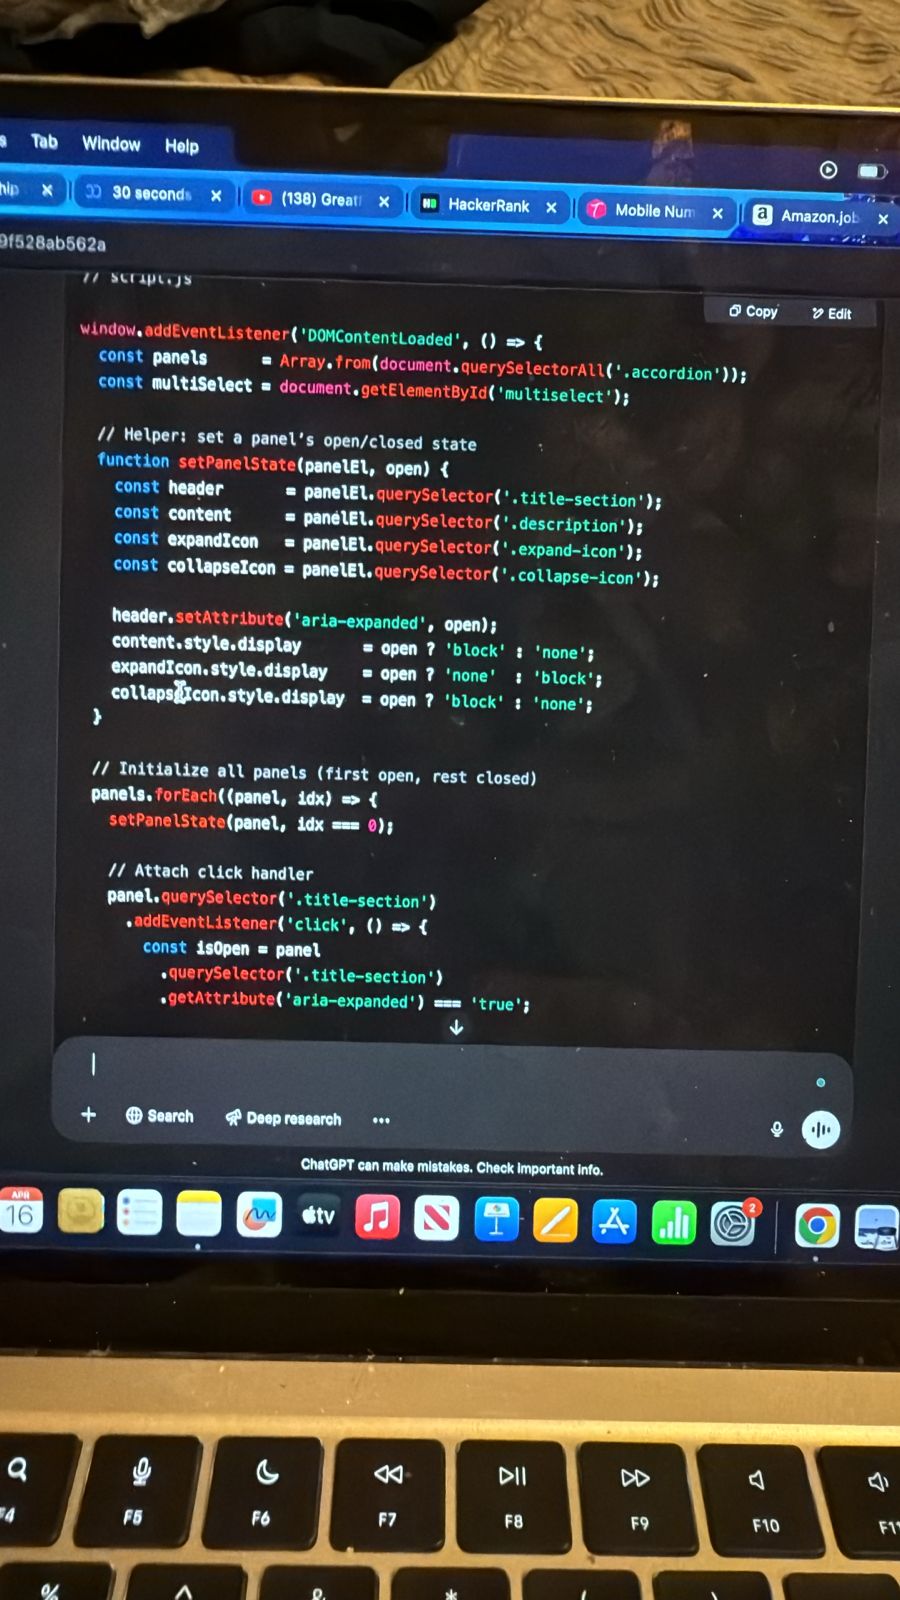 Tab Window Help
hip 30 seconds (138) Great HackerRank Mobile Num Amazon.job
9f528ab562a
// script.js
Copy Edit
window.addEventListener('DOMContentLoaded', () => {
const panels = Array.from(document.querySelectorAll('.accordion'));
const multiSelect = document.getElementById('multiselect');
// Helper: set a panel's open/closed state
function setPanelState(panelEl, open) {
const header = panelEl.querySelector('.title-section');
const content = panelEl.querySelector('.description');
const expandIcon = panelEl.querySelector('.expand-icon');
const collapseIcon = panelEl.querySelector('.collapse-icon');
header.setAttribute('aria-expanded', open);
content.style.display = open ? 'block' : 'none';
expandIcon.style.display = open ? 'none' : 'block';
collapseIcon.style.display = open ? 'block' : 'none';
}
// Initialize all panels (first open, rest closed)
panels.forEach((panel, idx) => {
setPanelState(panel, idx === 0);
// Attach click handler
panel.querySelector('.title-section')
.addEventListener('click', () => {
const isOpen = panel
.querySelector('.title-section')
.getAttribute('aria-expanded') === 'true';
+ Search Deep research ...
ChatGPT can make mistakes. Check important info.
APR
16 tv 2
F4 F5 F6 F7 F8 F9 F10 F11
% ^ & * ( )